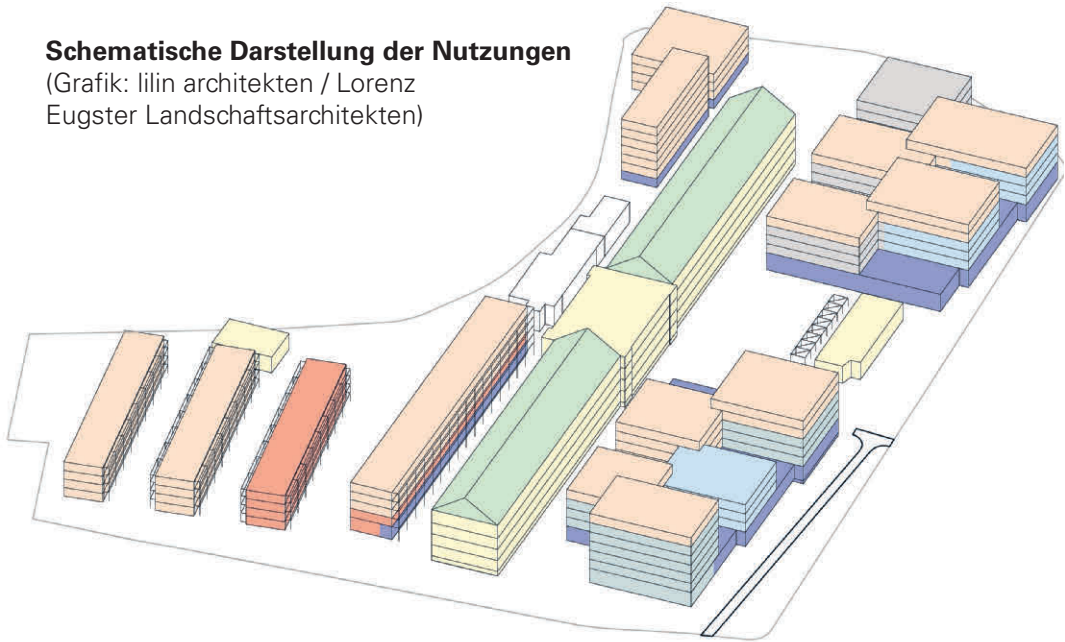 Schematische Darstellung der Nutzungen
(Grafik: lilin architekten / Lorenz
Eugster Landschaftsarchitekten)